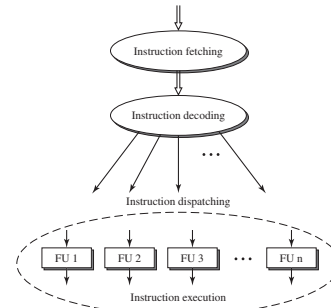 Instruction fetching
Instruction decoding
...
Instruction dispatching
FU 1 FU 2 FU 3 ... FU n
Instruction execution